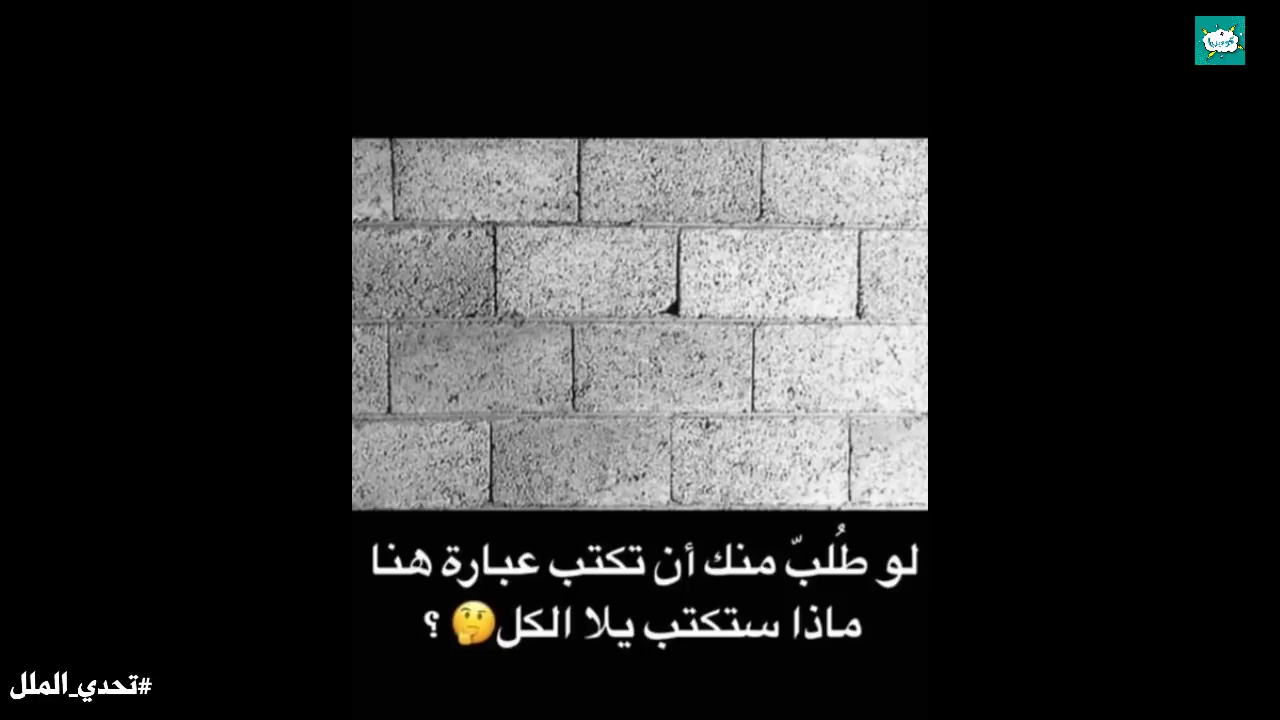 لو طُلبّ منك أن تكتب عبارة هنا
ماذا ستكتب يلا الكل🤔 ؟
#تحدي_الملل